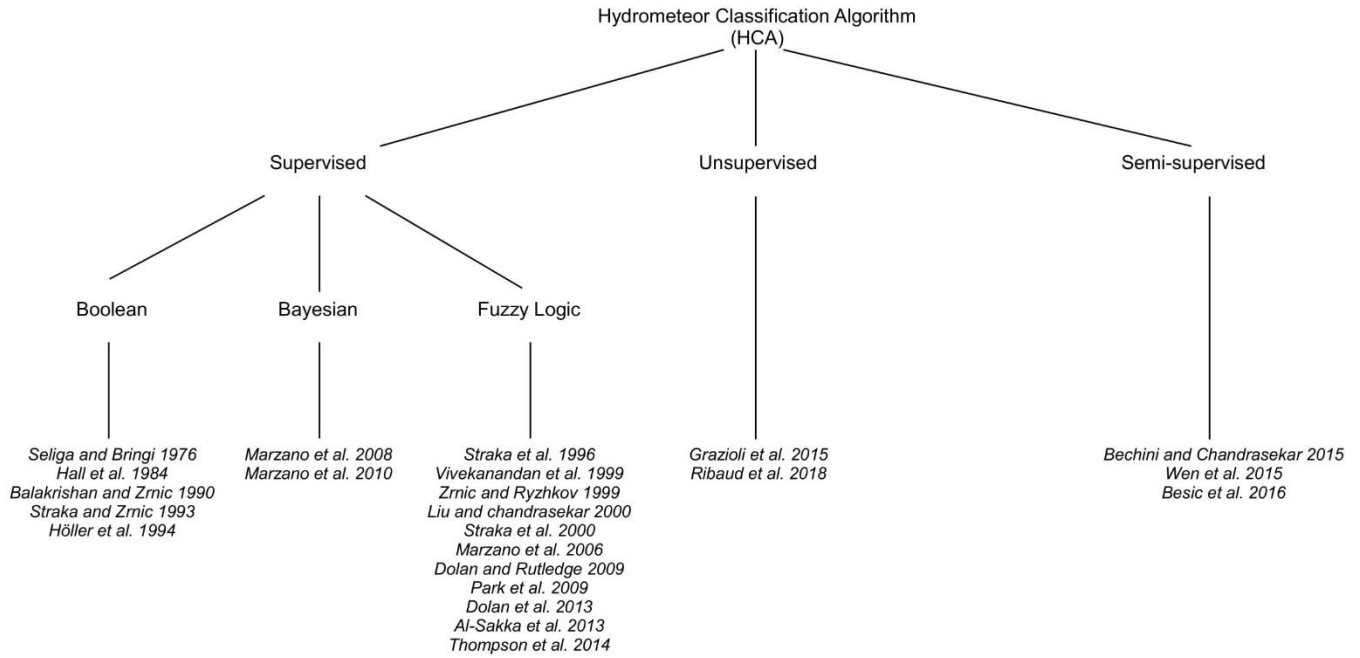 Hydrometeor Classification Algorithm
(HCA)
Supervised
Unsupervised
Semi-supervised
Boolean
Bayesian
Fuzzy Logic
Seliga and Bringi 1976
Hall et al. 1984
Balakrishan and Zrnic 1990
Straka and Zrnic 1993
Höller et al. 1994
Marzano et al. 2008
Marzano et al. 2010
Straka et al. 1996
Vivekanandan et al. 1999
Zrnic and Ryzhkov 1999
Liu and chandrasekar 2000
Straka et al. 2000
Marzano et al. 2006
Dolan and Rutledge 2009
Park et al. 2009
Dolan et al. 2013
Al-Sakka et al. 2013
Thompson et al. 2014
Grazioli et al. 2015
Ribaud et al. 2018
Bechini and Chandrasekar 2015
Wen et al. 2015
Besic et al. 2016